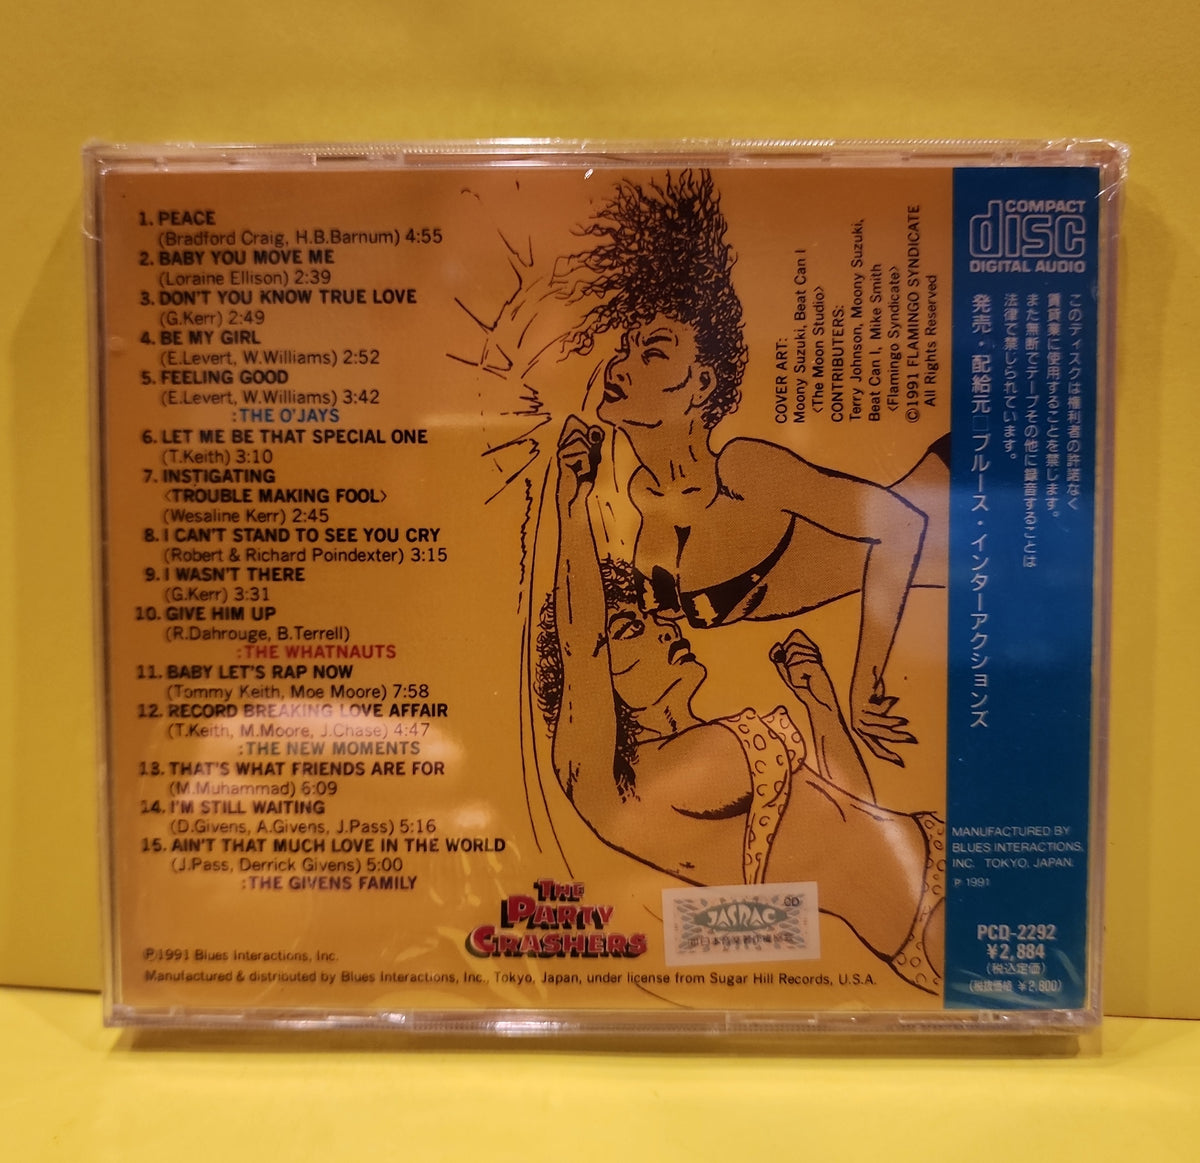 1. PEACE
(Bradford Craig, H.B.Barnum) 4:55
2. BABY YOU MOVE ME
(Loraine Ellison) 2:39
3. DON'T YOU KNOW TRUE LOVE
(G.Kerr) 2:49
4. BE MY GIRL
(E.Levert, W.Williams) 2:52
5. FEELING GOOD
(E.Levert, W.Williams) 3:42
:THE O'JAYS
6. LET ME BE THAT SPECIAL ONE
(T.Keith) 3:10
7. INSTIGATING
〈TROUBLE MAKING FOOL〉
(Wesaline Kerr) 2:45
8. I CAN'T STAND TO SEE YOU CRY
(Robert & Richard Poindexter) 3:15
9. I WASN'T THERE
(G.Kerr) 3:31
10. GIVE HIM UP
(R.Dahrouge, B.Terrell)
:THE WHATNAUTS
11. BABY LET'S RAP NOW
(Tommy Keith, Moe Moore) 7:58
12. RECORD BREAKING LOVE AFFAIR
(T.Keith, M.Moore, J.Chase) 4:47
:THE NEW MOMENTS
13. THAT'S WHAT FRIENDS ARE FOR
(M.Muhammad) 6:09
14. I'M STILL WAITING
(D.Givens, A.Givens, J.Pass) 5:16
15. AIN'T THAT MUCH LOVE IN THE WORLD
(J.Pass, Derrick Givens) 5:00
:THE GIVENS FAMILY
THE
PARTY
CRASHERS
Ⓟ1991 Blues Interactions, Inc.
Manufactured & distributed by Blues Interactions, Inc., Tokyo, Japan, under license from Sugar Hill Records, U.S.A.
COVER ART:
Moony Suzuki, Beat Can I
〈The Moon Studio〉
CONTRIBUTERS:
Terry Johnson, Moony Suzuki,
Beat Can I, Mike Smith
〈Flamingo Syndicate〉
©1991 FLAMINGO SYNDICATE
All Rights Reserved
CD
JASRAC
COMPACT
disc
DIGITAL AUDIO
このディスクは権利者の許諾なく
賃貸業に使用することを禁じます。
また無断でテープその他に録音することは
法律で禁じられています。
発売・配給元□ブルース・インターアクションズ
MANUFACTURED BY
BLUES INTERACTIONS,
INC. TOKYO, JAPAN.
Ⓟ 1991
PCD-2292
¥2,884
(税込定価)
(税抜価格 ¥2,800)